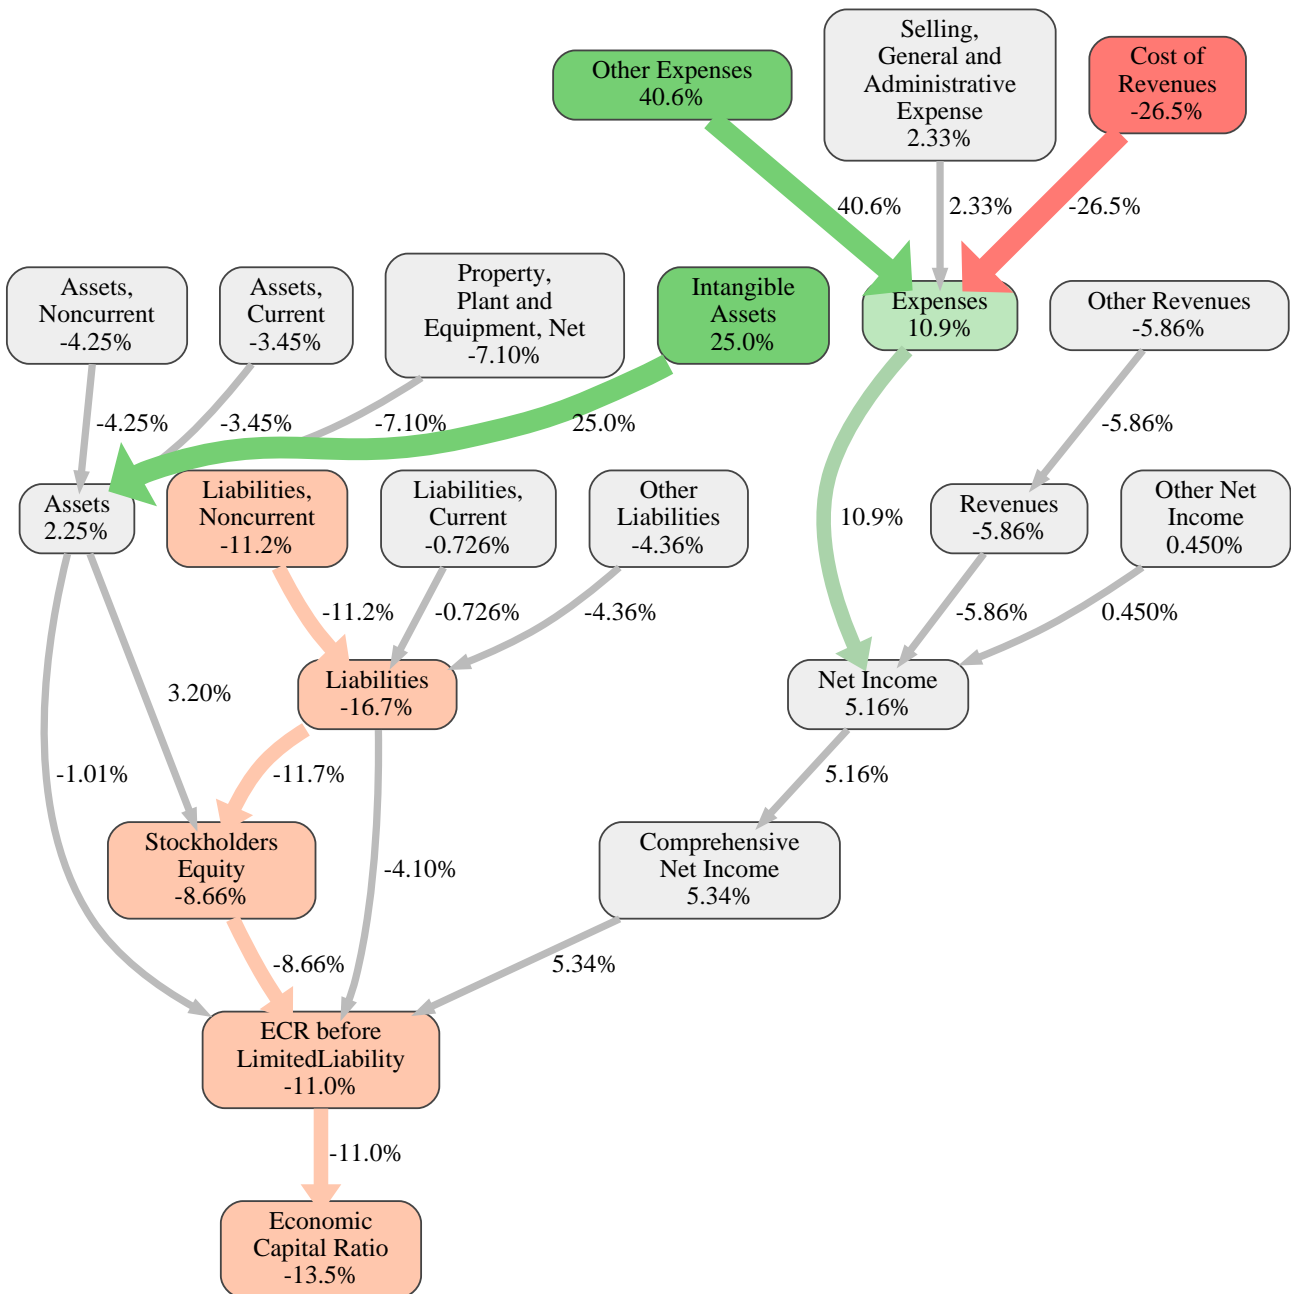 Other Expenses
40.6%
Selling,
General and
Administrative
Expense
2.33%
Cost of
Revenues
-26.5%
40.6%
2.33%
-26.5%
Assets,
Noncurrent
-4.25%
Assets,
Current
-3.45%
Property,
Plant and
Equipment, Net
-7.10%
Intangible
Assets
25.0%
Expenses
10.9%
Other Revenues
-5.86%
-4.25%
-3.45%
-7.10%
25.0%
-5.86%
Assets
2.25%
Liabilities,
Noncurrent
-11.2%
Liabilities,
Current
-0.726%
Other
Liabilities
-4.36%
10.9%
Revenues
-5.86%
Other Net
Income
0.450%
-11.2%
-0.726%
-4.36%
-5.86%
0.450%
3.20%
Liabilities
-16.7%
Net Income
5.16%
-1.01%
-11.7%
5.16%
Stockholders
Equity
-8.66%
-4.10%
Comprehensive
Net Income
5.34%
-8.66%
5.34%
ECR before
LimitedLiability
-11.0%
-11.0%
Economic
Capital Ratio
-13.5%